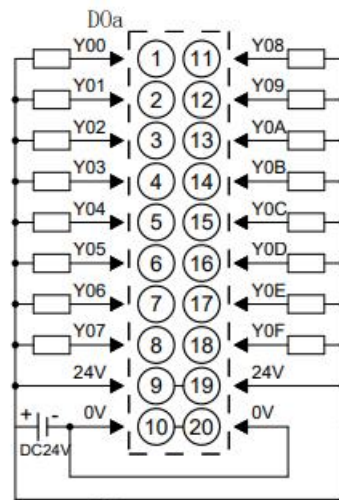 DOa
Y00 1 11 Y08
Y01 2 12 Y09
Y02 3 13 Y0A
Y03 4 14 Y0B
Y04 5 15 Y0C
Y05 6 16 Y0D
Y06 7 17 Y0E
Y07 8 18 Y0F
24V 9 19 24V
+ - 0V 10 20 0V
DC24V